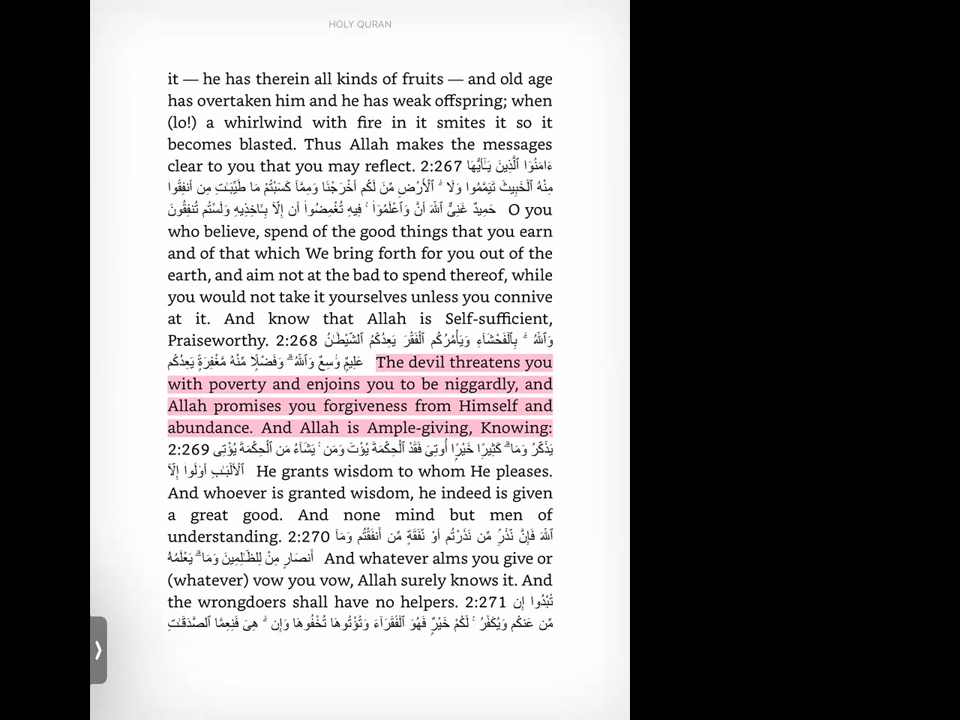 HOLY QURAN
it — he has therein all kinds of fruits — and old age
has overtaken him and he has weak offspring; when
(lo!) a whirlwind with fire in it smites it so it
becomes blasted. Thus Allah makes the messages
clear to you that you may reflect. 2:267 ءَامَنُوٓا۟ ٱلَّذِينَ يَـٰٓأَيُّهَا
مِنْهُ ٱلْخَبِيثَ تَيَمَّمُوا۟ وَلَا ۖ ٱلْأَرْضِ مِّنَ لَكُم أَخْرَجْنَا وَمِمَّآ كَسَبْتُمْ مَا طَيِّبَـٰتِ مِن أَنفِقُوا۟
حَمِيدٌ غَنِىٌّ ٱللَّهَ أَنَّ وَٱعْلَمُوٓا۟ ۚ فِيهِ تُغْمِضُوا۟ أَن إِلَّآ بِـَٔاخِذِيهِ وَلَسْتُم تُنفِقُونَ O you
who believe, spend of the good things that you earn
and of that which We bring forth for you out of the
earth, and aim not at the bad to spend thereof, while
you would not take it yourselves unless you connive
at it. And know that Allah is Self-sufficient,
Praiseworthy. 2:268 وَٱللَّهُ ۖ بِٱلْفَحْشَآءِ وَيَأْمُرُكُم ٱلْفَقْرَ يَعِدُكُمُ ٱلشَّيْطَـٰنُ
عَلِيمٌ وَٰسِعٌ وَٱللَّهُ ۗ وَفَضْلًا مِّنْهُ مَّغْفِرَةً يَعِدُكُم The devil threatens you
with poverty and enjoins you to be niggardly, and
Allah promises you forgiveness from Himself and
abundance. And Allah is Ample-giving, Knowing:
2:269 يَذَّكَّرُ وَمَا ۗ كَثِيرًا خَيْرًا أُوتِىَ فَقَدْ ٱلْحِكْمَةَ يُؤْتَ وَمَن ۚ يَشَآءُ مَن ٱلْحِكْمَةَ يُؤْتِى
ٱلْأَلْبَـٰبِ أُو۟لُوا۟ إِلَّآ He grants wisdom to whom He pleases.
And whoever is granted wisdom, he indeed is given
a great good. And none mind but men of
understanding. 2:270 ٱللَّهَ فَإِنَّ نَّذْرٍ مِّن نَذَرْتُم أَوْ نَّفَقَةٍ مِّن أَنفَقْتُم وَمَآ
أَنصَارٍ مِنْ لِلظَّـٰلِمِينَ وَمَا ۗ يَعْلَمُهُۥ And whatever alms you give or
(whatever) vow you vow, Allah surely knows it. And
the wrongdoers shall have no helpers. 2:271 تُبْدُوا۟ إِن
مِّن عَنكُم وَيُكَفِّرُ ۚ لَّكُمْ خَيْرٌ فَهُوَ ٱلْفُقَرَآءَ وَتُؤْتُوهَا تُخْفُوهَا وَإِن ۖ هِىَ فَنِعِمَّا ٱلصَّدَقَـٰتِ